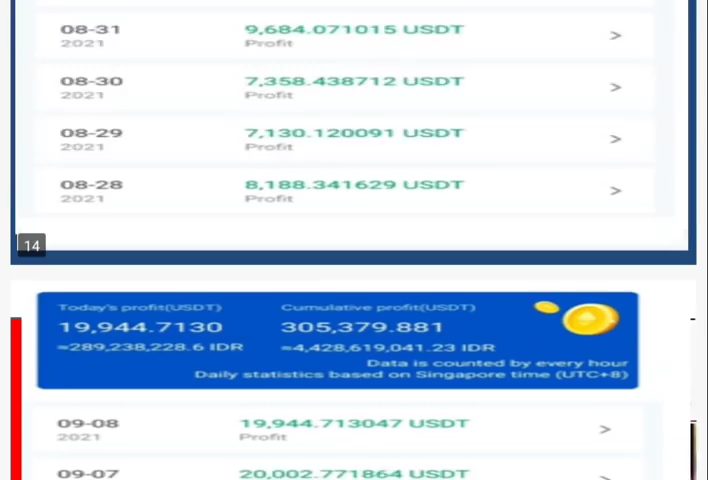 08-31 9,684.071015 USDT >
2021 Profit
08-30 7,358.438712 USDT >
2021 Profit
08-29 7,130.120091 USDT >
2021 Profit
08-28 8,188.341629 USDT >
2021 Profit
14
Today's profit(USDT) Cumulative profit(USDT)
19,944.7130 305,379.881
≈289,238,228.6 IDR ≈4,428,619,041.23 IDR
Data is counted by every hour
Daily statistics based on Singapore time (UTC+8)
09-08 19,944.713047 USDT >
2021 Profit
09-07 20,002.771864 USDT